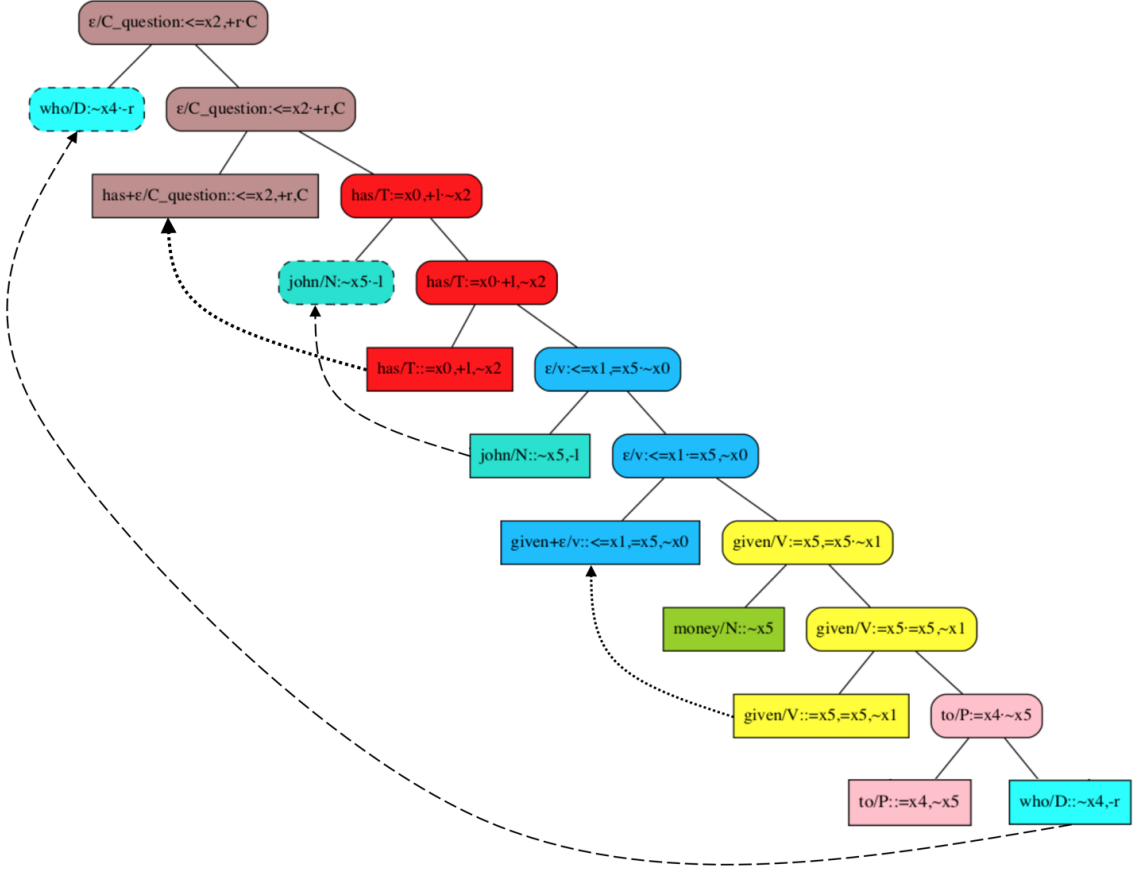 ε/C_question:<=x2,+r·C
who/D:~x4·-r
ε/C_question:<=x2·+r,C
has+ε/C_question::<=x2,+r,C
has/T:=x0,+l·~x2
john/N:~x5·-l
has/T:=x0·+l,~x2
has/T::=x0,+l,~x2
ε/v:<=x1,=x5·~x0
john/N::~x5,-l
ε/v:<=x1·=x5,~x0
given+ε/v::<=x1,=x5,~x0
given/V:=x5,=x5·~x1
money/N::~x5
given/V:=x5·=x5,~x1
given/V::=x5,=x5,~x1
to/P:=x4·~x5
to/P::=x4,~x5
who/D::~x4,-r